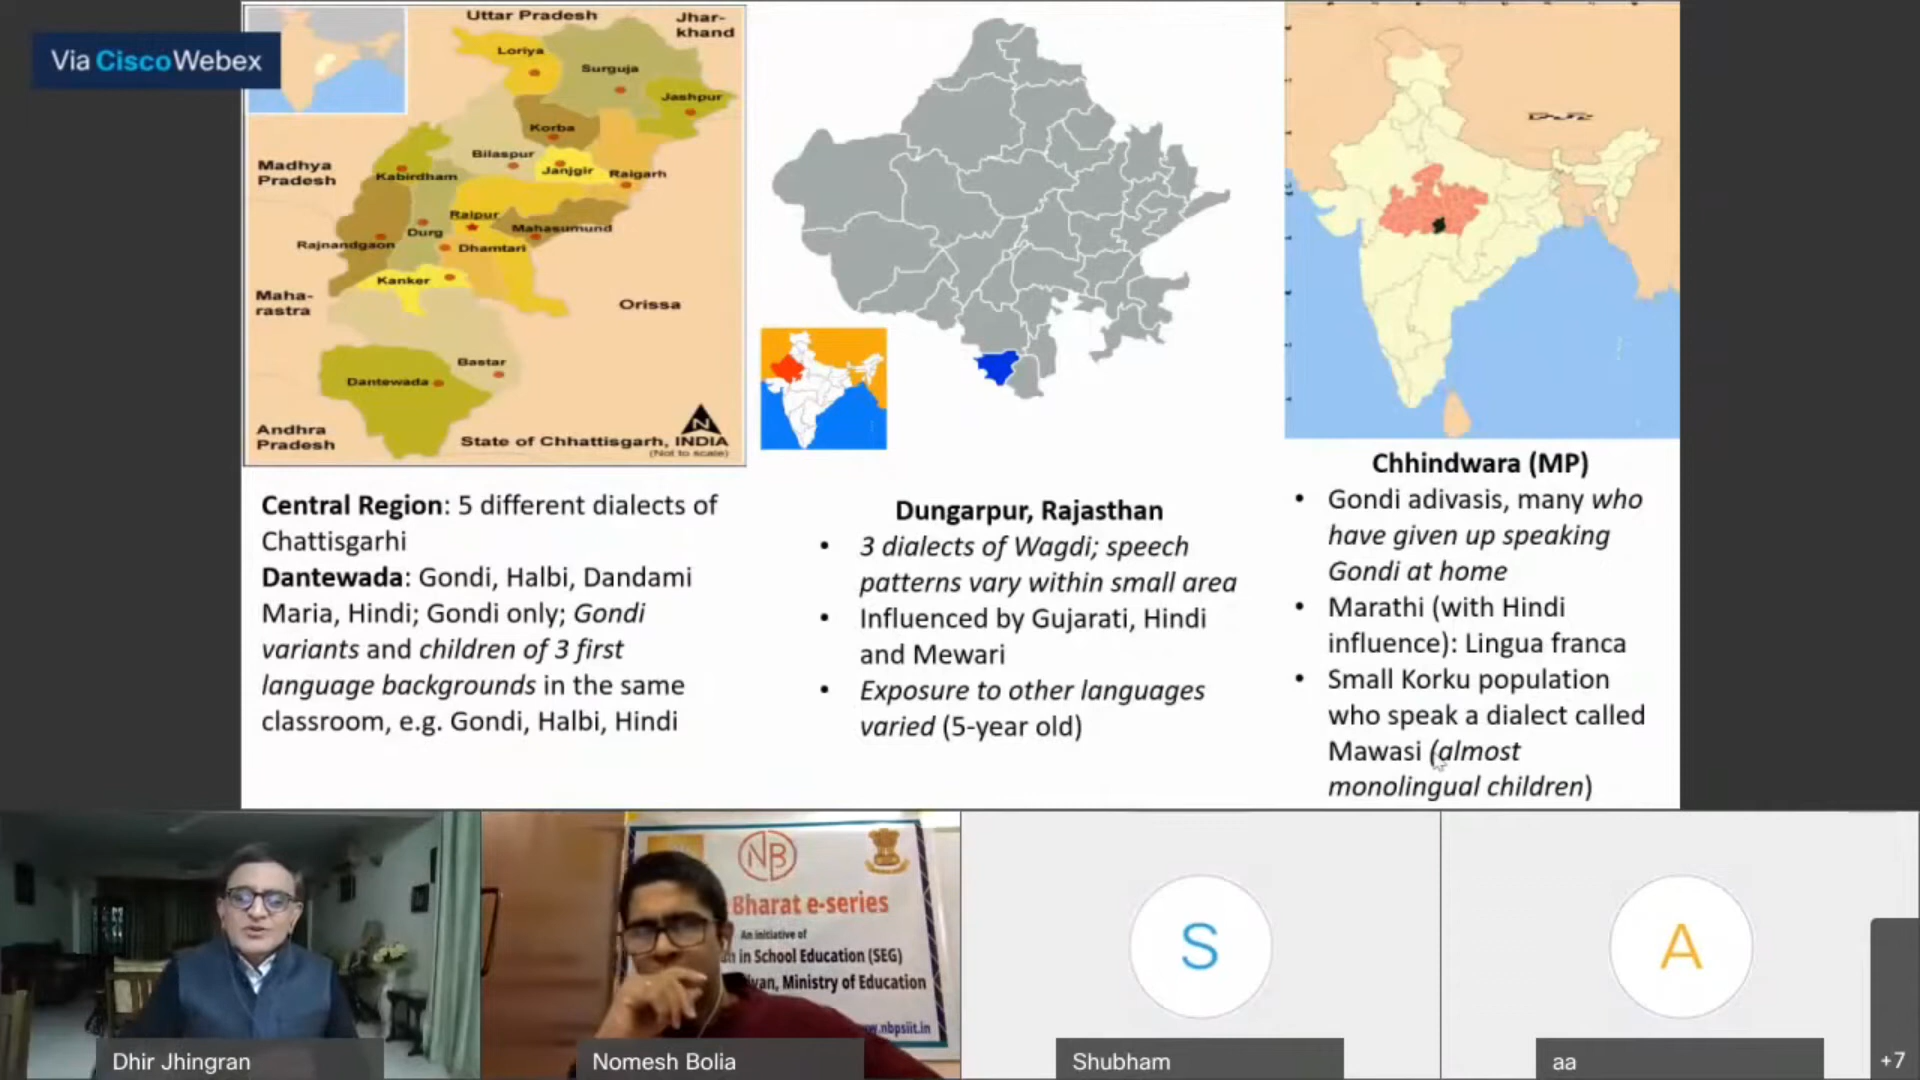 Via CiscoWebex
Uttar Pradesh
Jhar-
khand
Loriya
Surguja
Jashpur
Korba
Bilaspur
Janjgir
Raigarh
Madhya
Pradesh
Kabirdham
Raipur
Durg
Mahasumund
Rajnandgaon
Dhamtari
Kanker
Maha-
rastra
Orissa
Bastar
Dantewada
Andhra
Pradesh
N
State of Chhattisgarh, INDIA
(Not to scale)
Central Region: 5 different dialects of
Chattisgarhi
Dantewada: Gondi, Halbi, Dandami
Maria, Hindi; Gondi only; Gondi
variants and children of 3 first
language backgrounds in the same
classroom, e.g. Gondi, Halbi, Hindi
Dungarpur, Rajasthan
• 3 dialects of Wagdi; speech
patterns vary within small area
• Influenced by Gujarati, Hindi
and Mewari
• Exposure to other languages
varied (5-year old)
Chhindwara (MP)
• Gondi adivasis, many who
have given up speaking
Gondi at home
• Marathi (with Hindi
influence): Lingua franca
• Small Korku population
who speak a dialect called
Mawasi (almost
monolingual children)
NB
Bharat e-series
An initiative of
in School Education (SEG)
Ministry of Education
.nbpsiit.in
Dhir Jhingran
Nomesh Bolia
S
Shubham
A
aa
+7